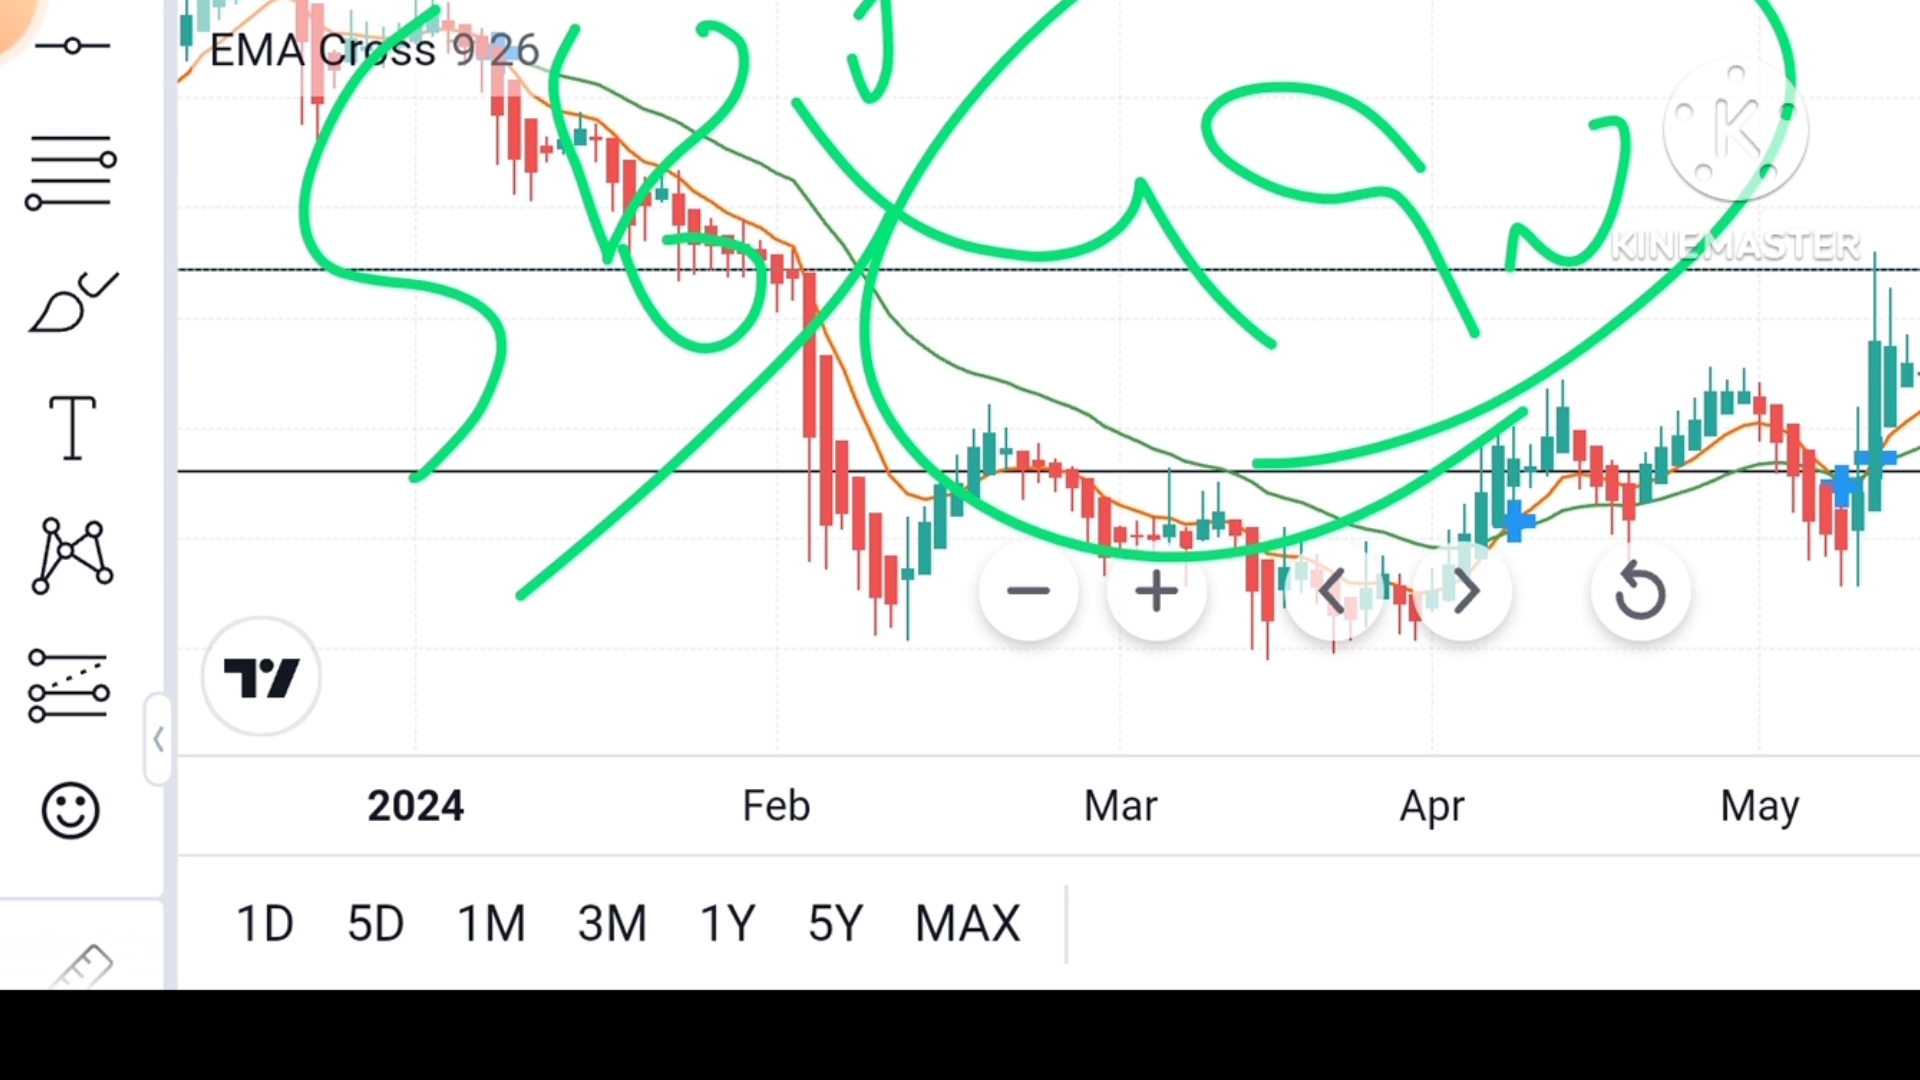 EMA Cross 9 26
K
KINEMASTER
2024 Feb Mar Apr May
1D 5D 1M 3M 1Y 5Y MAX